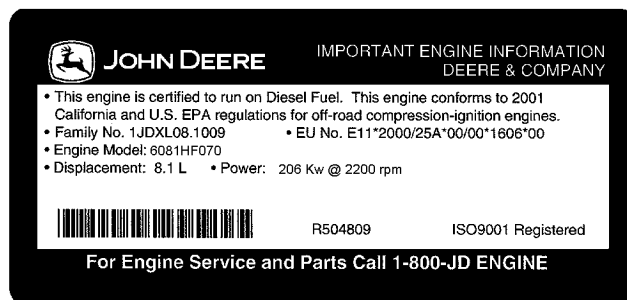 JOHN DEERE
IMPORTANT ENGINE INFORMATION
DEERE & COMPANY
• This engine is certified to run on Diesel Fuel. This engine conforms to 2001
California and U.S. EPA regulations for off-road compression-ignition engines.
• Family No. 1JDXL08.1009 • EU No. E11*2000/25A*00/00*1606*00
• Engine Model: 6081HF070
• Displacement: 8.1 L • Power: 206 Kw @ 2200 rpm
R504809 ISO9001 Registered
For Engine Service and Parts Call 1-800-JD ENGINE